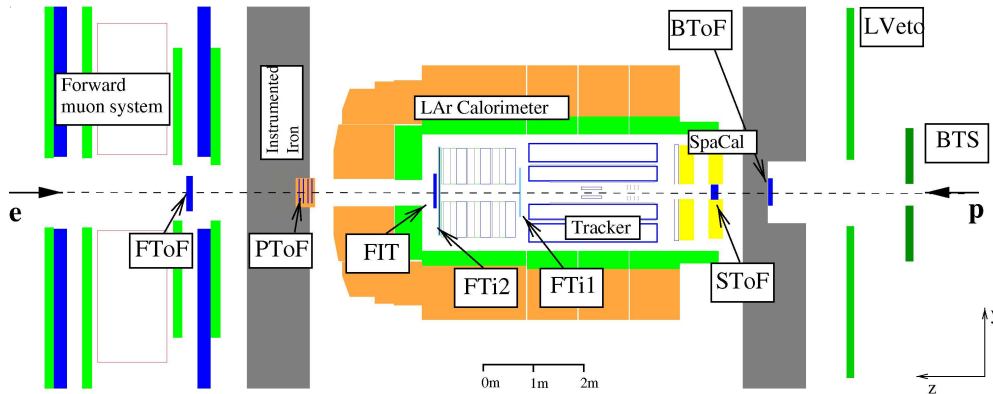 BToF
LVeto
Forward
muon system
Instrumented
Iron
LAr Calorimeter
SpaCal
BTS
e
p
FToF
PToF
FIT
FTi2
FTi1
Tracker
SToF
0m 1m 2m
y
z